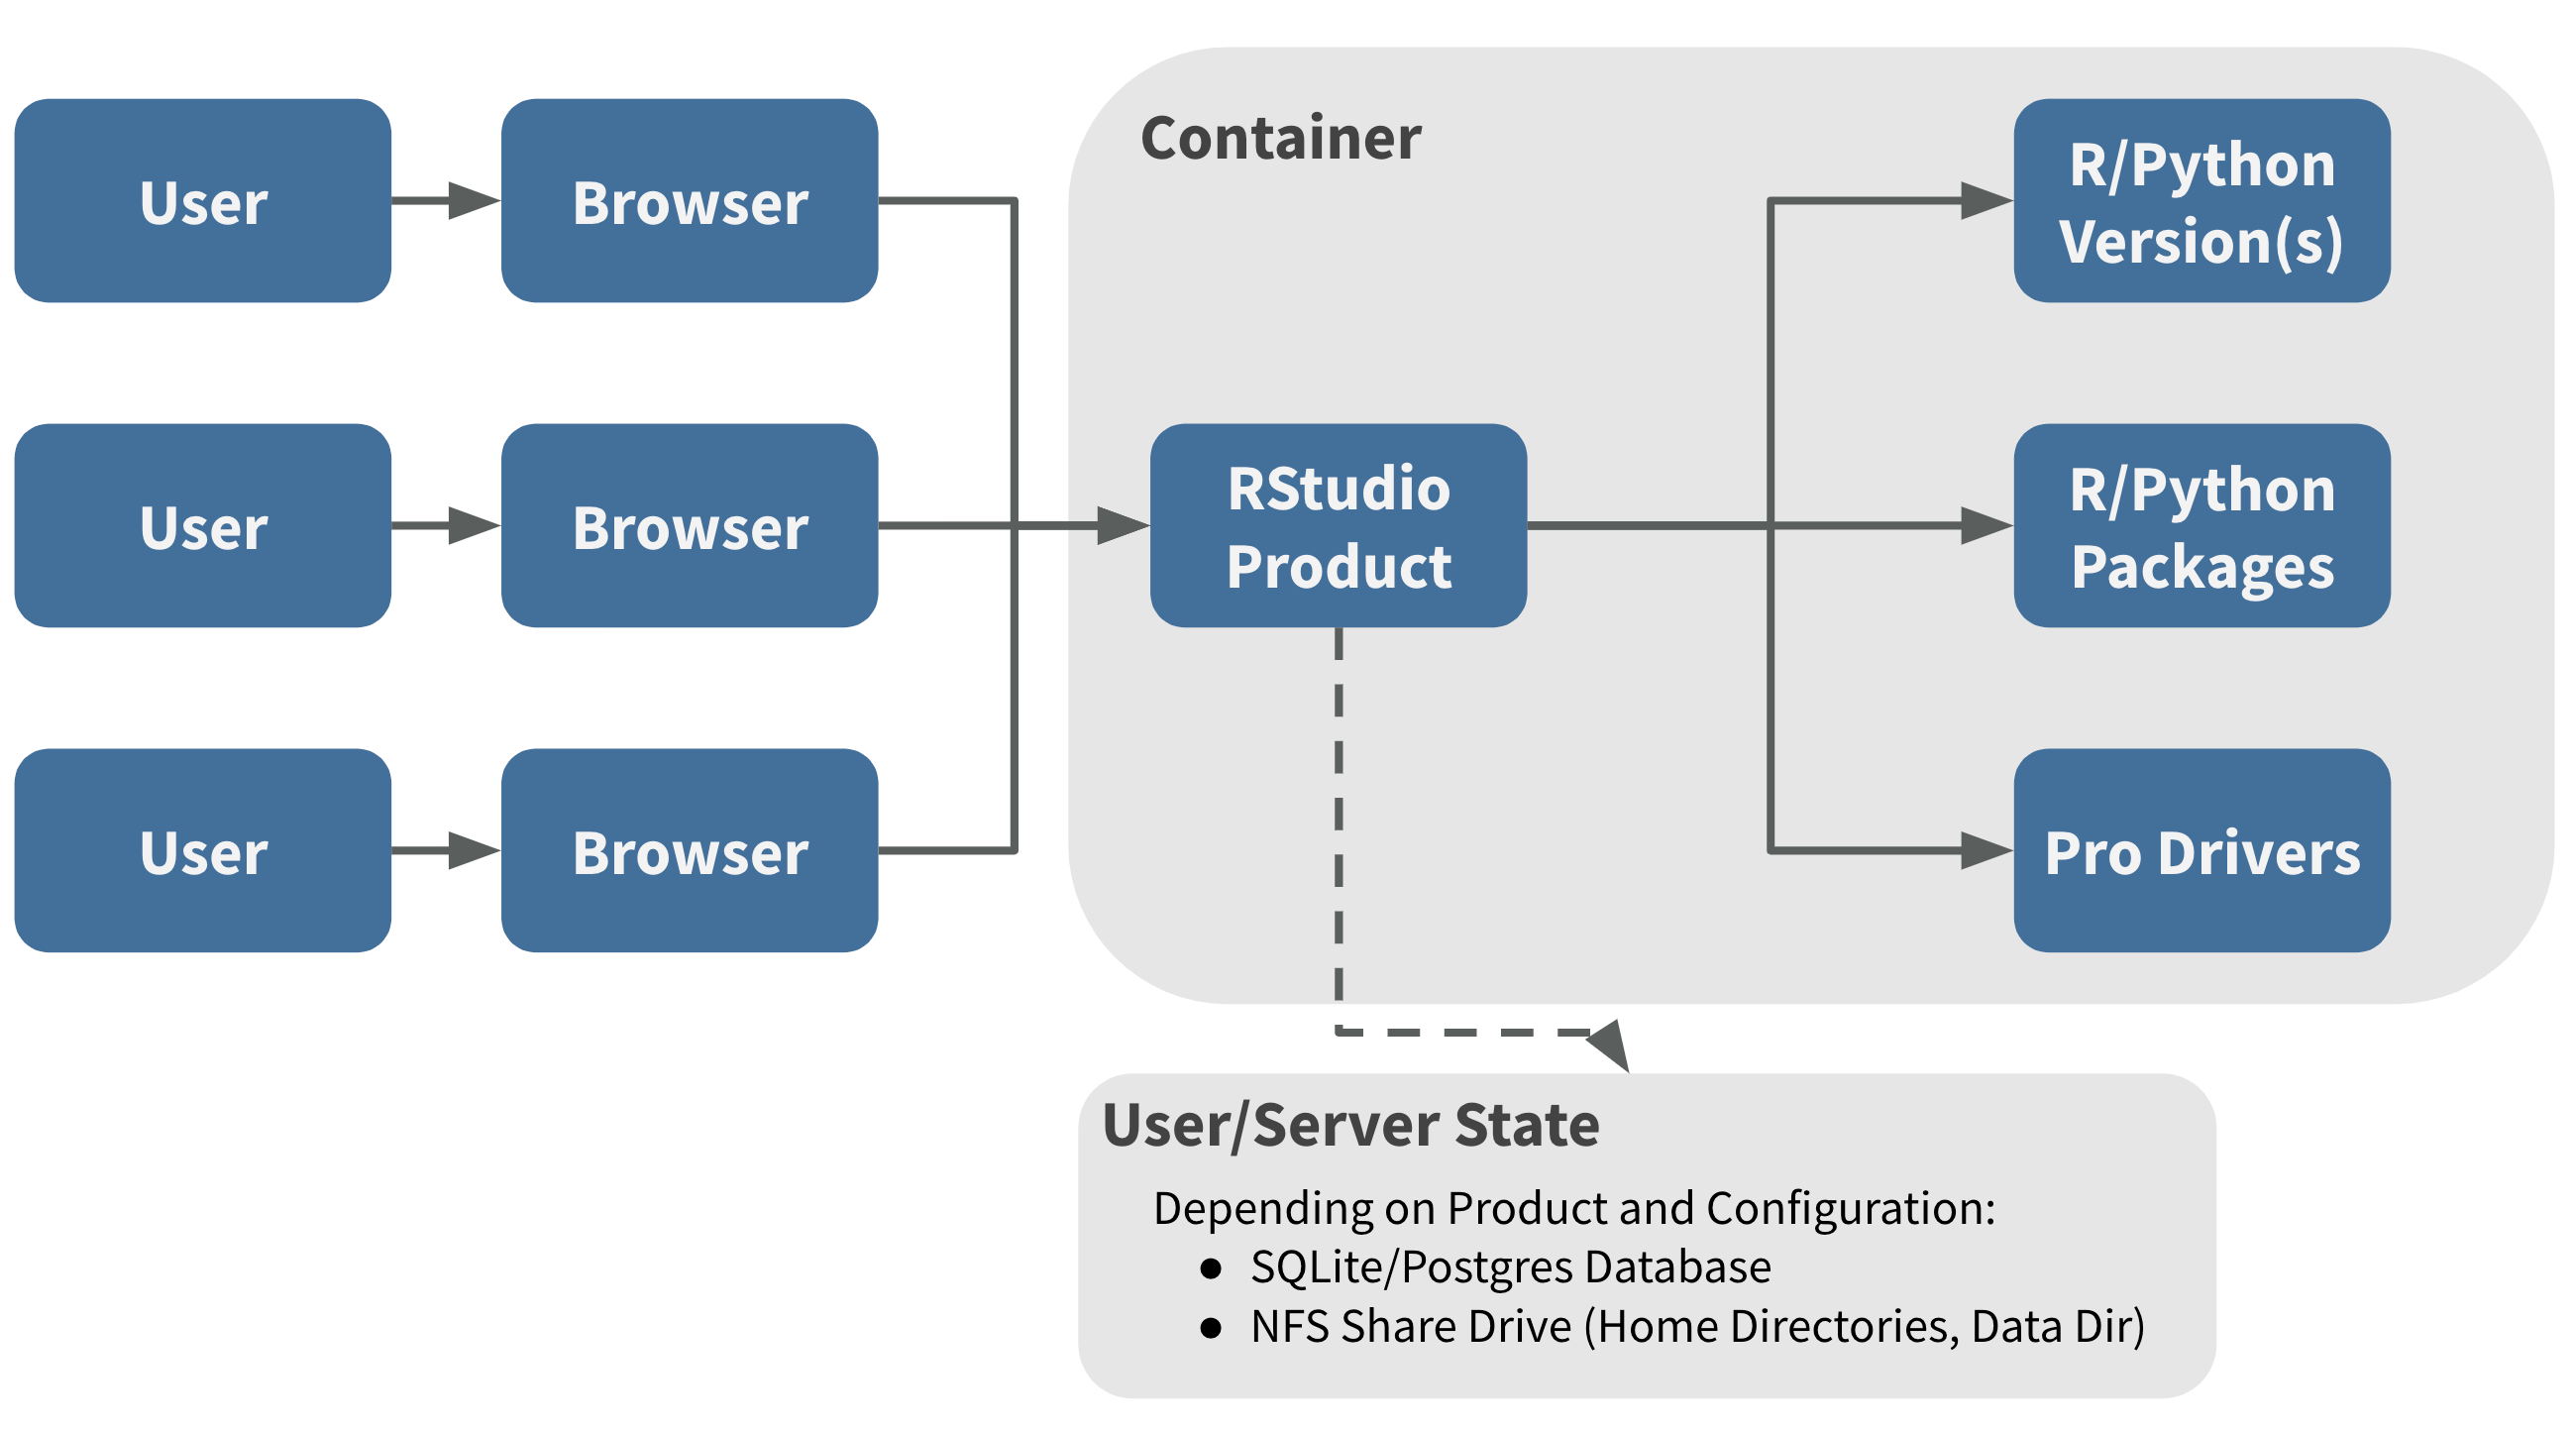 Container
User
Browser
R/Python
Version(s)
User
Browser
RStudio
Product
R/Python
Packages
User
Browser
Pro Drivers
User/Server State
Depending on Product and Configuration:
● SQLite/Postgres Database
● NFS Share Drive (Home Directories, Data Dir)